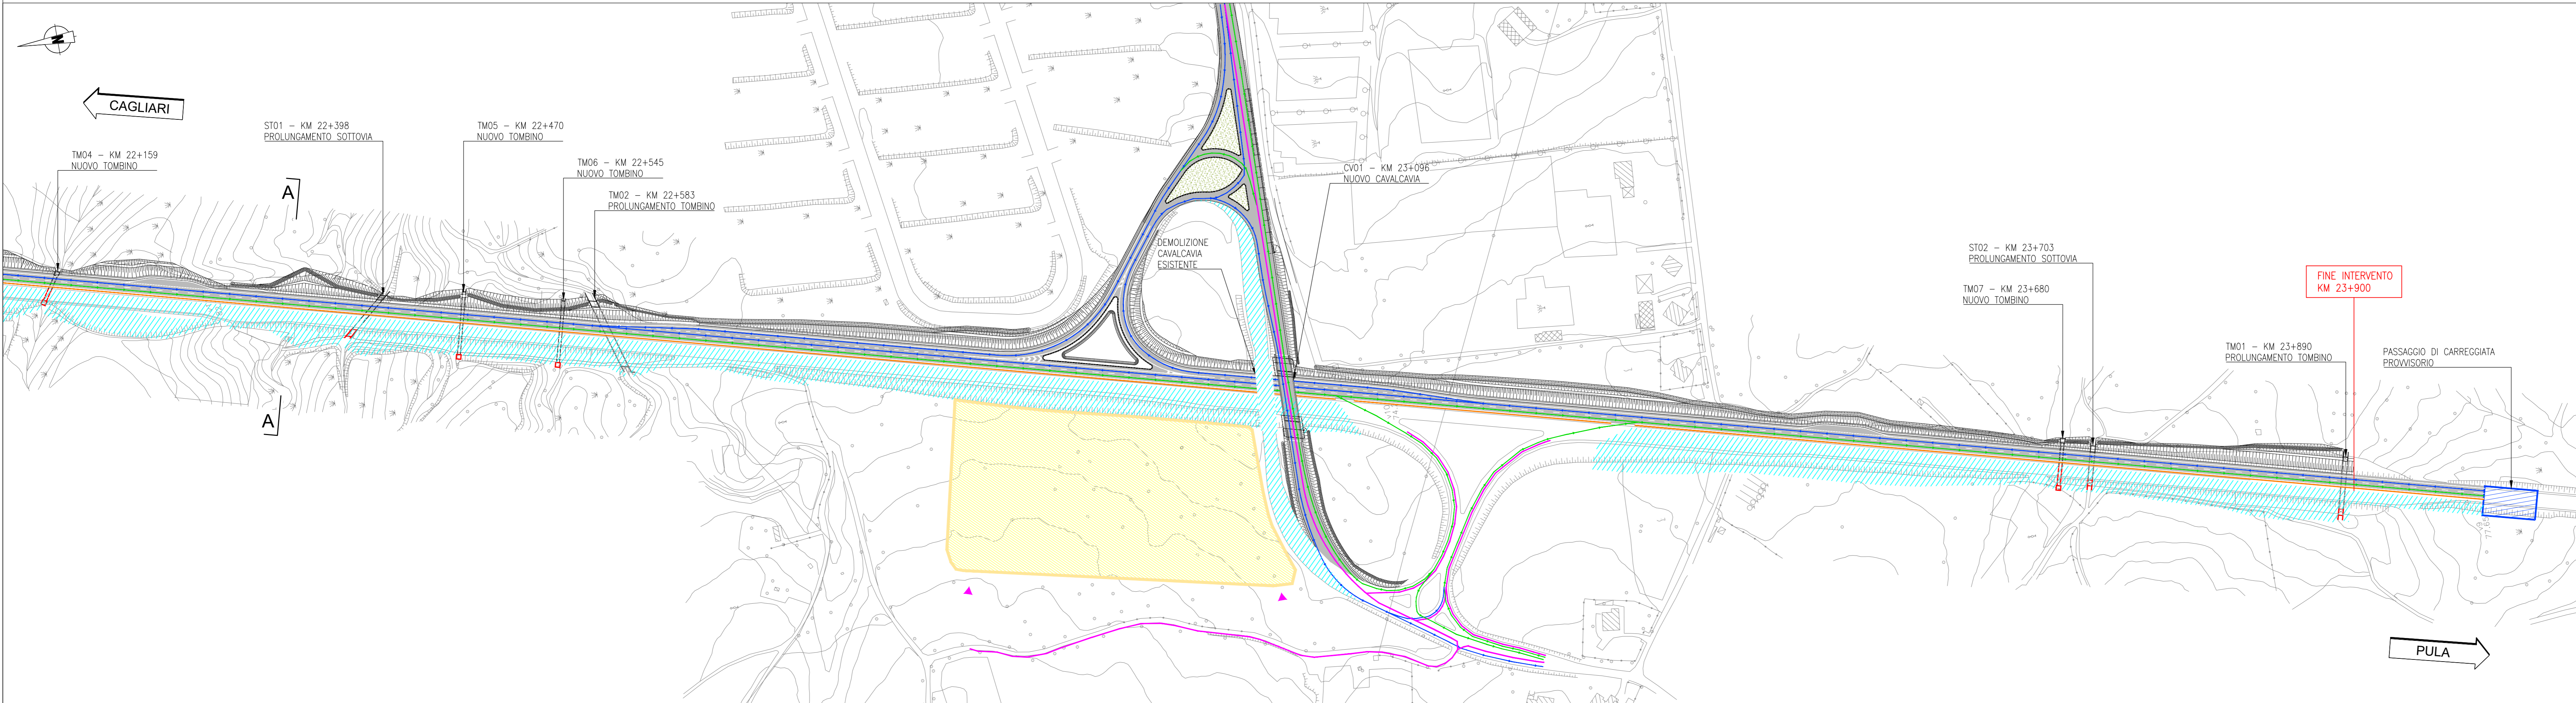 N
CAGLIARI
TM04 – KM 22+159
NUOVO TOMBINO
ST01 – KM 22+398
PROLUNGAMENTO SOTTOVIA
TM05 – KM 22+470
NUOVO TOMBINO
TM06 – KM 22+545
NUOVO TOMBINO
TM02 – KM 22+583
PROLUNGAMENTO TOMBINO
A
A
DEMOLIZIONE
CAVALCAVIA
ESISTENTE
CV01 – KM 23+096
NUOVO CAVALCAVIA
ST02 – KM 23+703
PROLUNGAMENTO SOTTOVIA
TM07 – KM 23+680
NUOVO TOMBINO
FINE INTERVENTO
KM 23+900
TM01 – KM 23+890
PROLUNGAMENTO TOMBINO
PASSAGGIO DI CARREGGIATA
PROVVISORIO
PULA